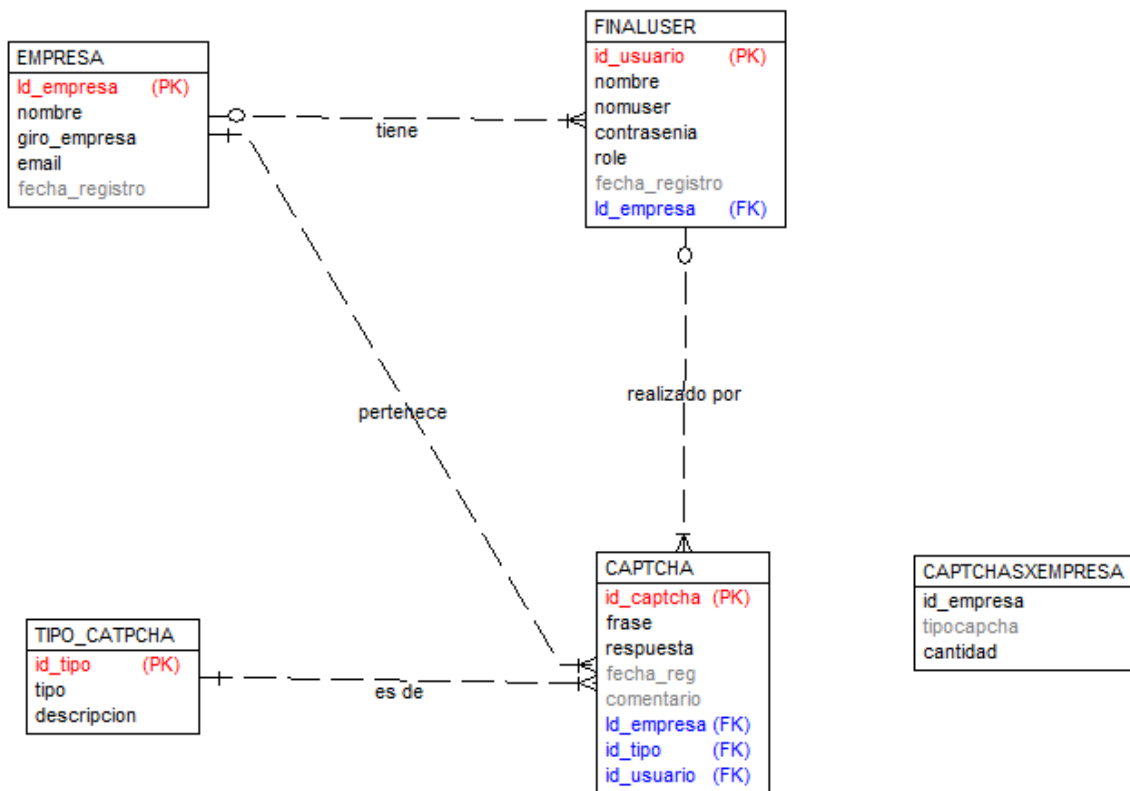 EMPRESA
Id_empresa (PK)
nombre
giro_empresa
email
fecha_registro
tiene
FINALUSER
id_usuario (PK)
nombre
nomuser
contrasenia
role
fecha_registro
Id_empresa (FK)
pertenece
realizado por
TIPO_CATPCHA
id_tipo (PK)
tipo
descripcion
es de
CAPTCHA
id_captcha (PK)
frase
respuesta
fecha_reg
comentario
Id_empresa (FK)
id_tipo (FK)
id_usuario (FK)
CAPTCHASXEMPRESA
id_empresa
tipocapcha
cantidad